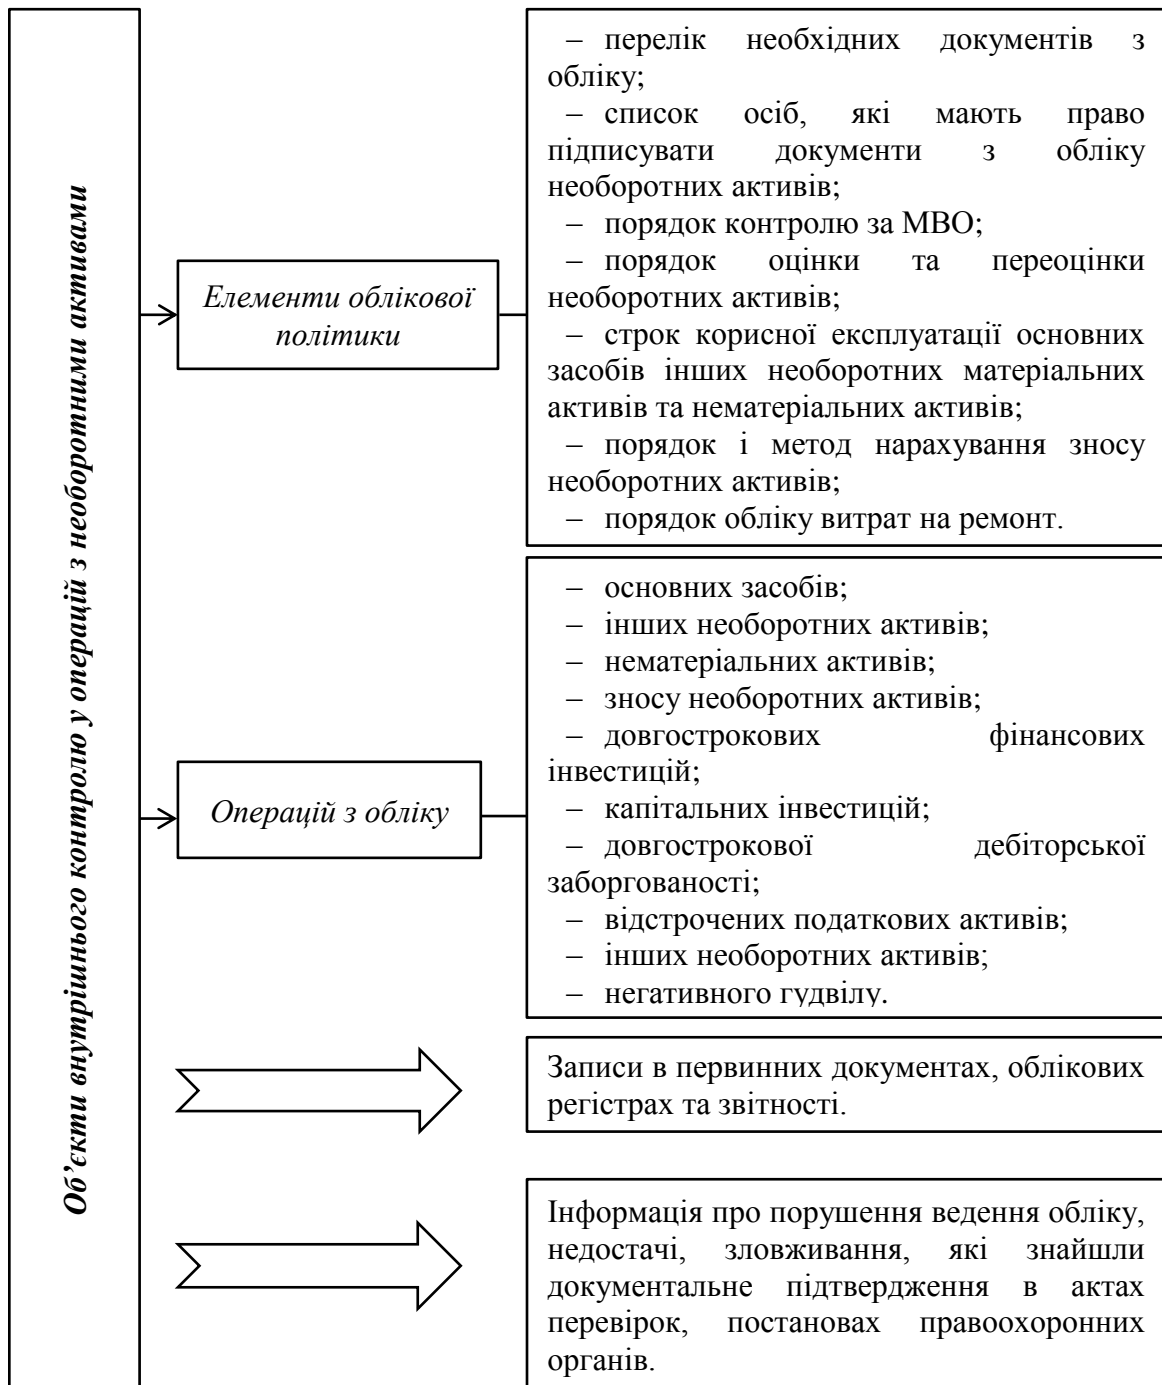 Об’єкти внутрішнього контролю у операцій з необоротними активами
Елементи облікової
політики
– перелік необхідних документів з
обліку;
– список осіб, які мають право
підписувати документи з обліку
необоротних активів;
– порядок контролю за МВО;
– порядок оцінки та переоцінки
необоротних активів;
– строк корисної експлуатації основних
засобів інших необоротних матеріальних
активів та нематеріальних активів;
– порядок і метод нарахування зносу
необоротних активів;
– порядок обліку витрат на ремонт.
Операцій з обліку
– основних засобів;
– інших необоротних активів;
– нематеріальних активів;
– зносу необоротних активів;
– довгострокових фінансових
інвестицій;
– капітальних інвестицій;
– довгострокової дебіторської
заборгованості;
– відстрочених податкових активів;
– інших необоротних активів;
– негативного гудвілу.
Записи в первинних документах, облікових
регістрах та звітності.
Інформація про порушення ведення обліку,
недостачі, зловживання, які знайшли
документальне підтвердження в актах
перевірок, постановах правоохоронних
органів.